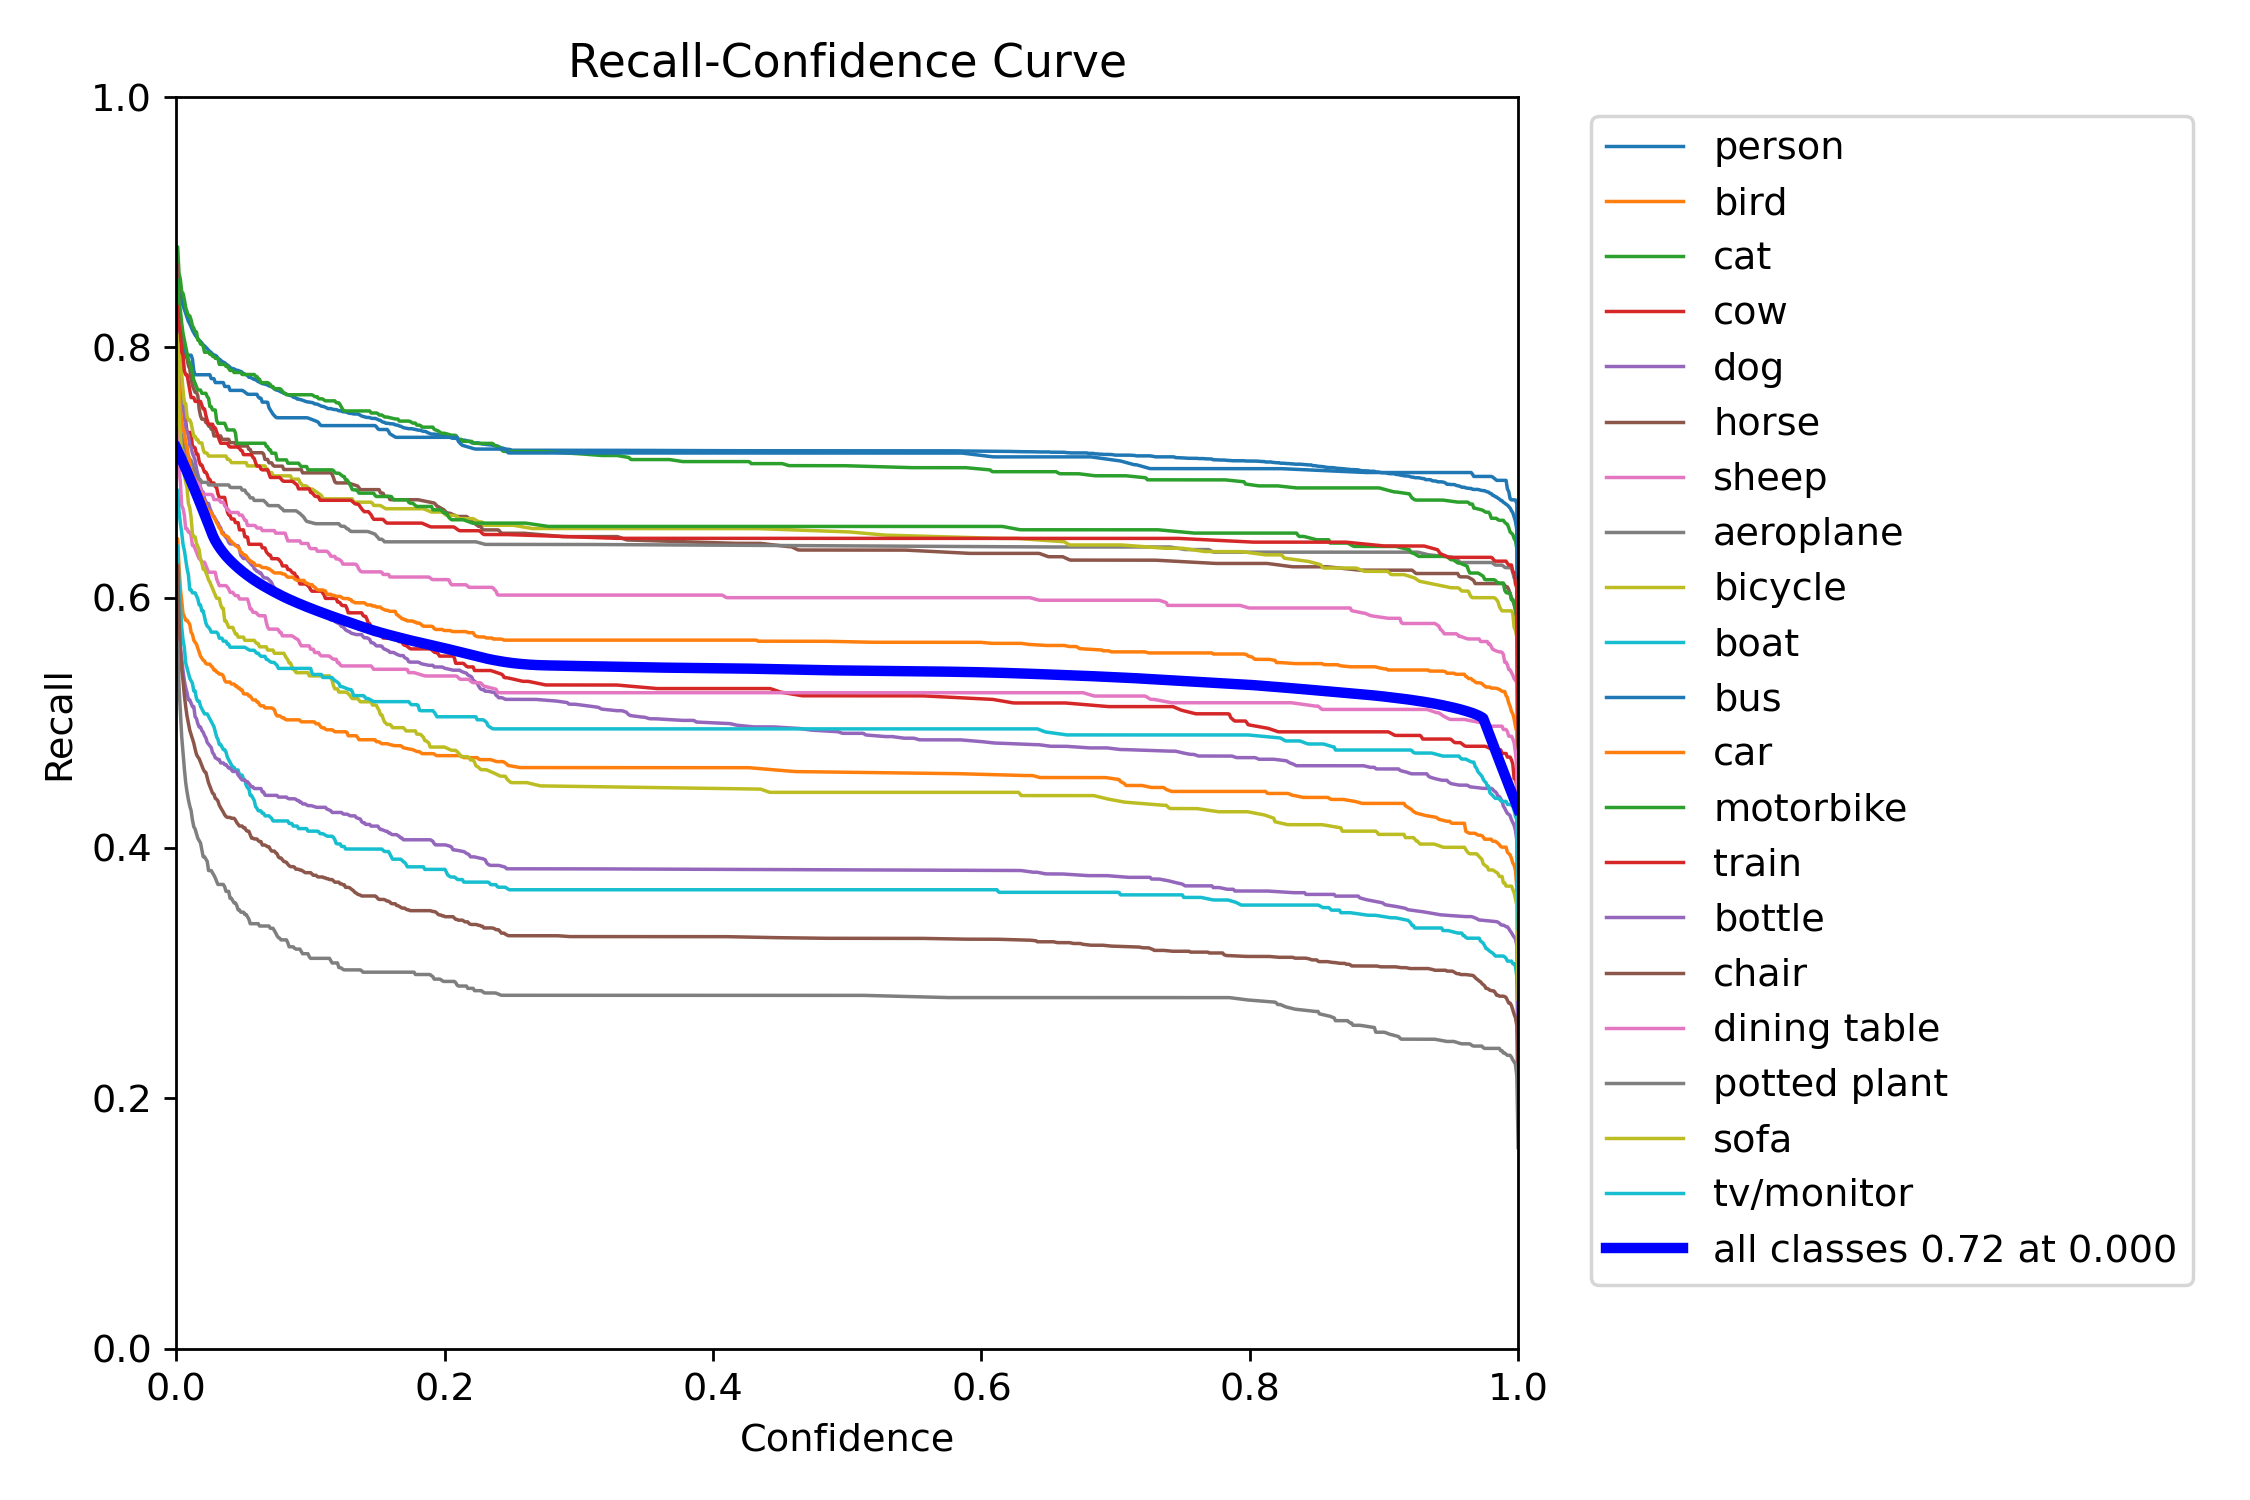 Recall-Confidence Curve
1.0
0.8
0.6
0.4
0.2
0.0
Recall
0.0 0.2 0.4 0.6 0.8 1.0
Confidence
person
bird
cat
cow
dog
horse
sheep
aeroplane
bicycle
boat
bus
car
motorbike
train
bottle
chair
dining table
potted plant
sofa
tv/monitor
all classes 0.72 at 0.000